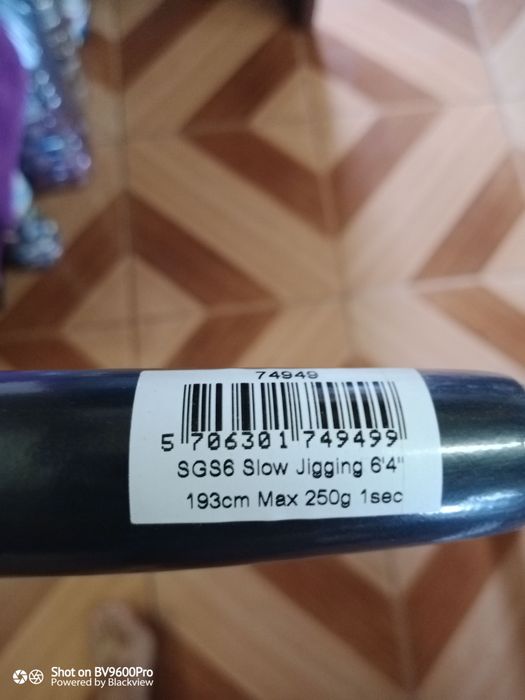 74949
5 706301 749499
SGS6 Slow Jigging 6'4"
193cm Max 250g 1sec
Shot on BV9600Pro
Powered by Blackview